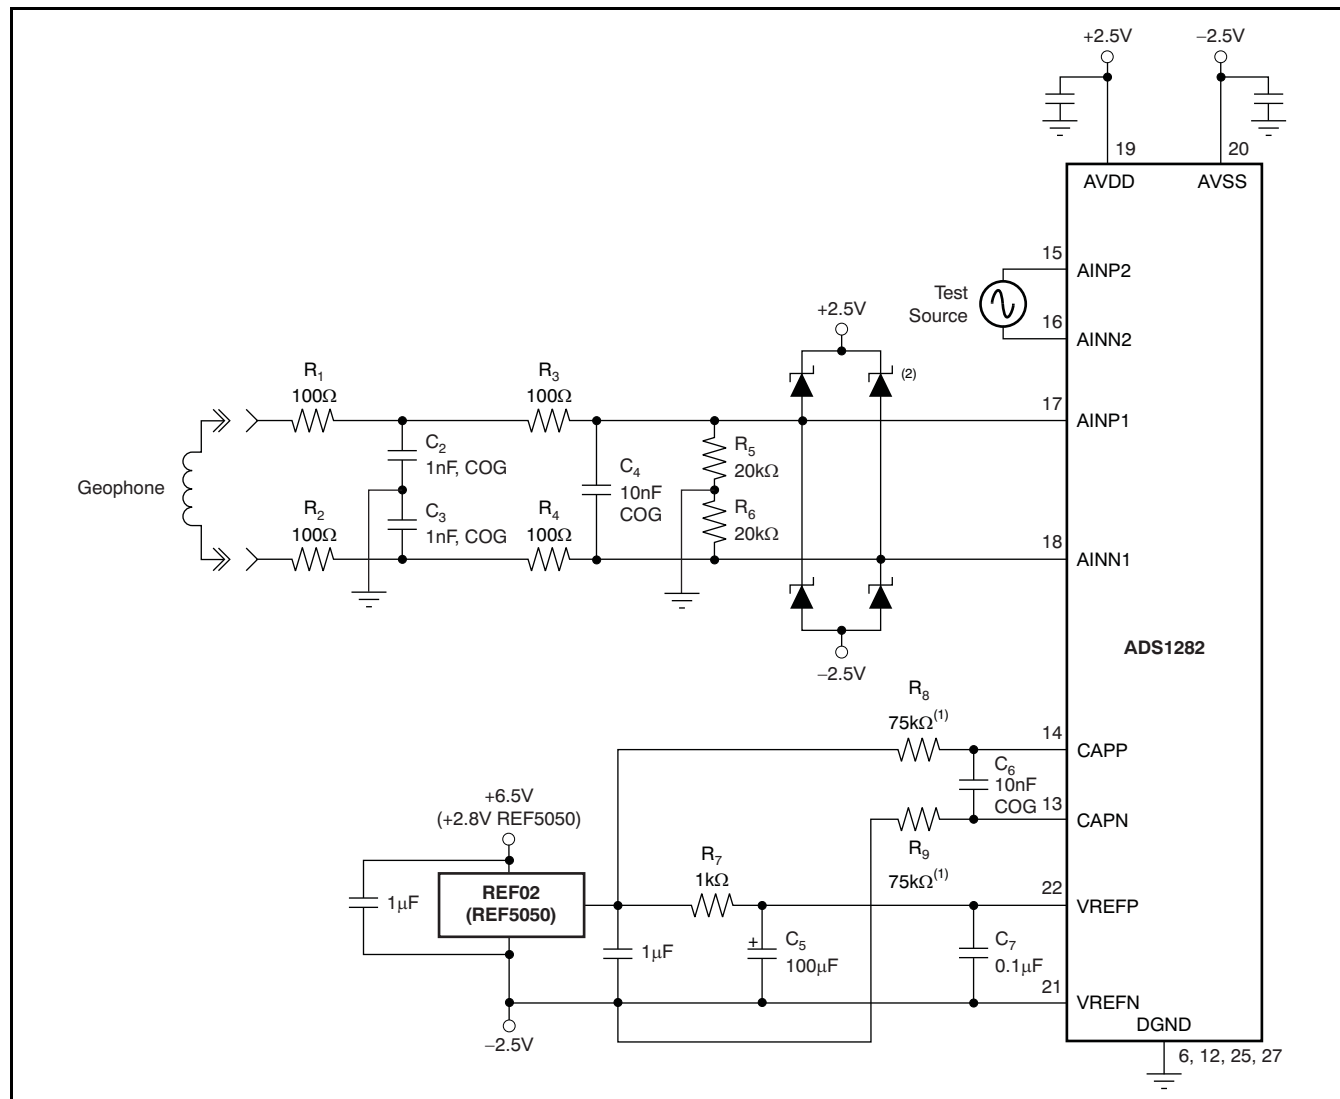 +2.5V
−2.5V
19
20
AVDD
AVSS
15
AINP2
Test
Source
16
AINN2
+2.5V
(2)
R1
100Ω
R3
100Ω
17
AINP1
C2
1nF, COG
R5
20kΩ
C4
10nF
COG
Geophone
R2
100Ω
C3
1nF, COG
R4
100Ω
R6
20kΩ
18
AINN1
−2.5V
ADS1282
R8
75kΩ(1)
14
CAPP
C6
10nF
COG
13
CAPN
R9
75kΩ(1)
+6.5V
(+2.8V REF5050)
R7
1kΩ
1µF
REF02
(REF5050)
22
VREFP
1µF
+
C5
100µF
C7
0.1µF
21
VREFN
−2.5V
DGND
6, 12, 25, 27